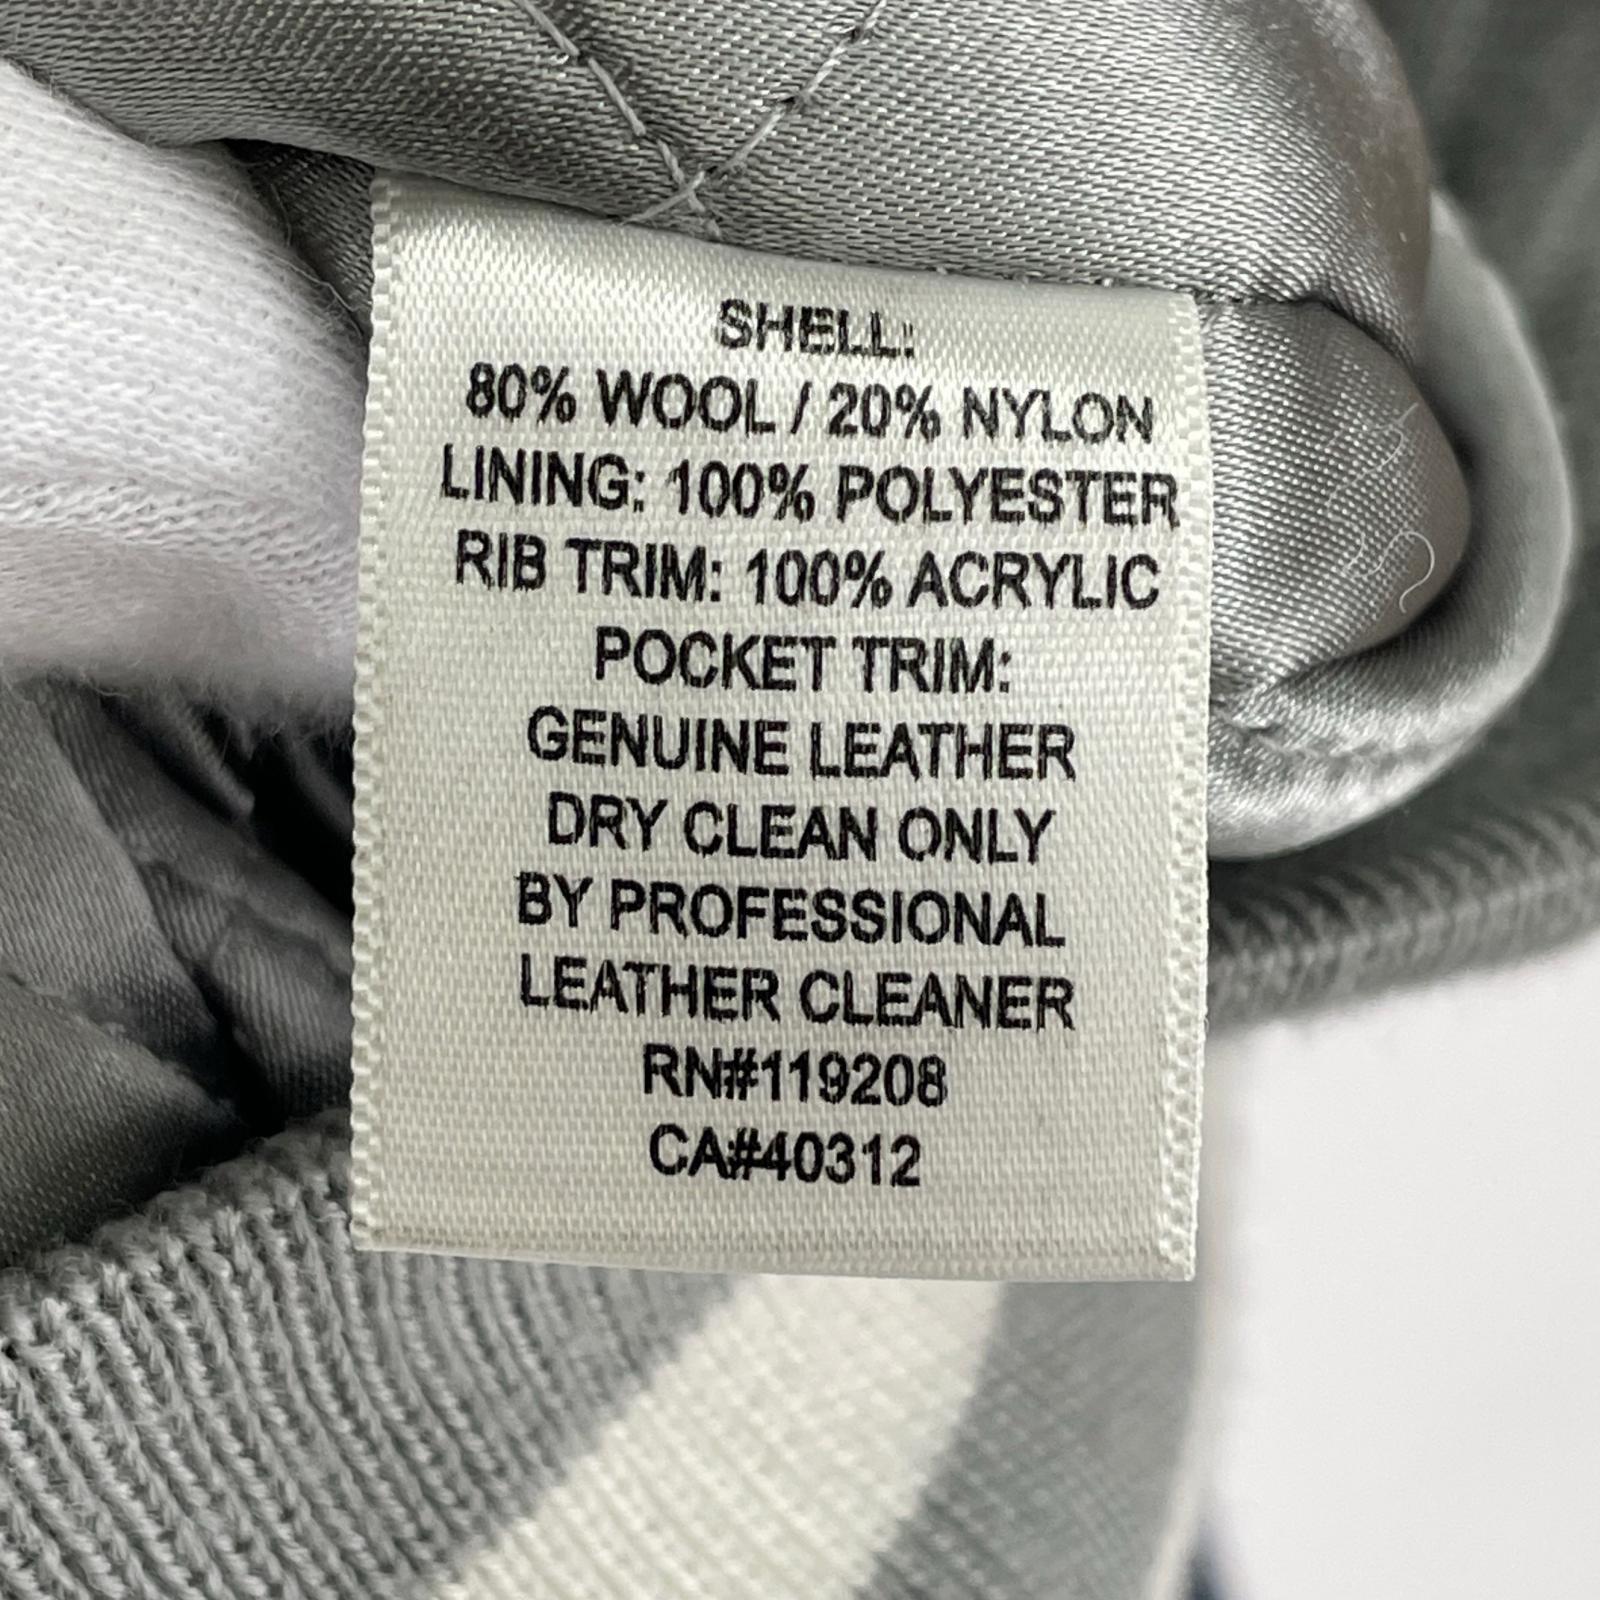 SHELL:
80% WOOL / 20% NYLON
LINING: 100% POLYESTER
RIB TRIM: 100% ACRYLIC
POCKET TRIM:
GENUINE LEATHER
DRY CLEAN ONLY
BY PROFESSIONAL
LEATHER CLEANER
RN#119208
CA#40312